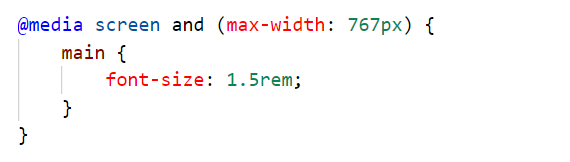 @media screen and (max-width: 767px) {
    main {
        font-size: 1.5rem;
    }
}